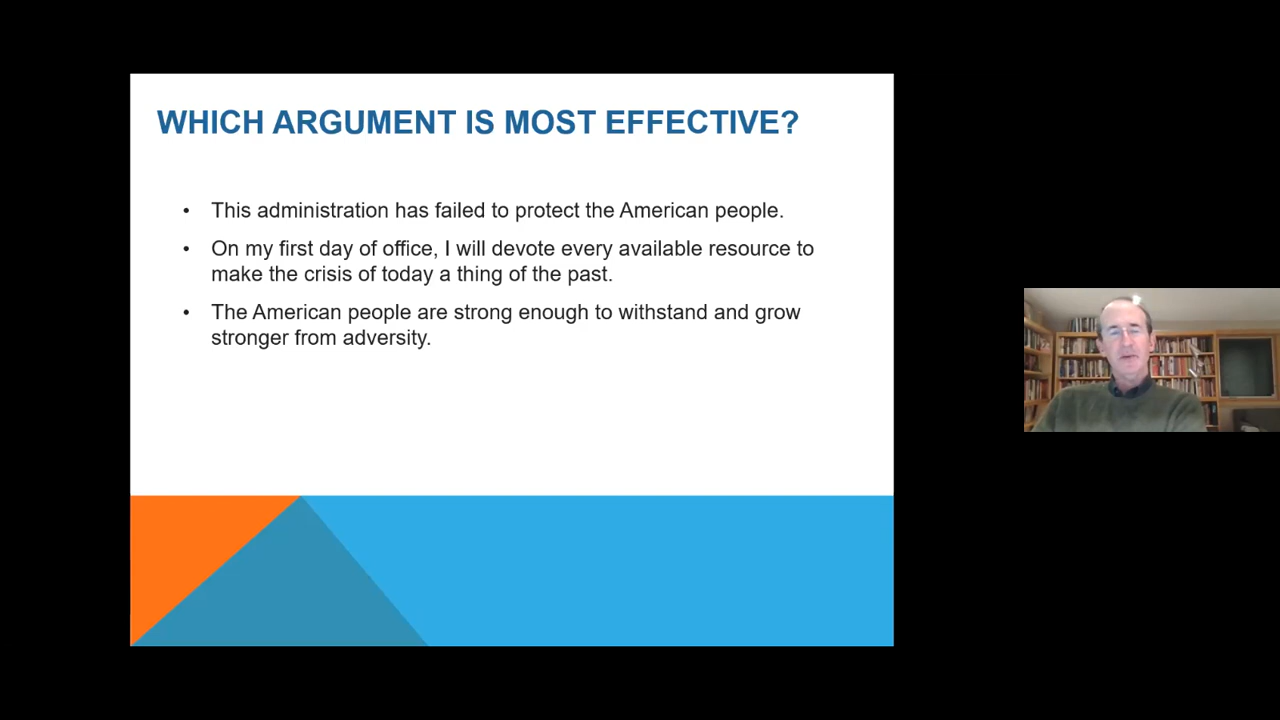 WHICH ARGUMENT IS MOST EFFECTIVE?
• This administration has failed to protect the American people.
• On my first day of office, I will devote every available resource to
make the crisis of today a thing of the past.
• The American people are strong enough to withstand and grow
stronger from adversity.